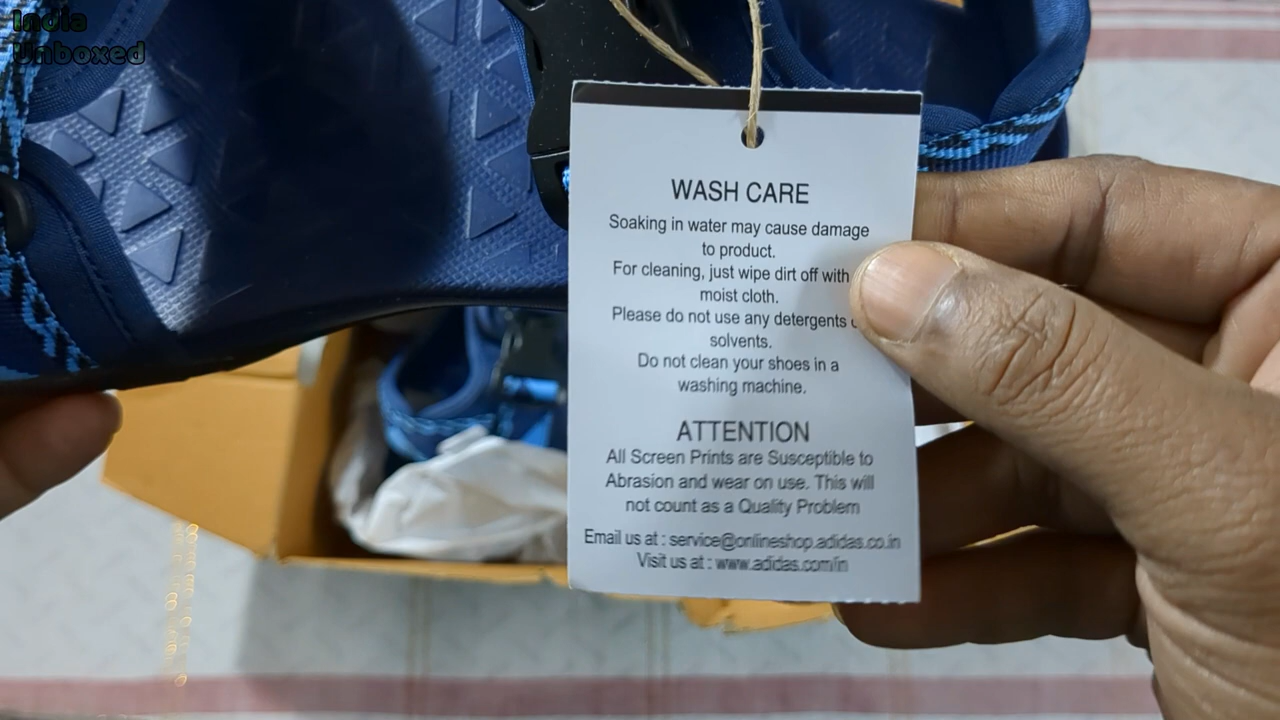 India
Unboxed
WASH CARE
Soaking in water may cause damage
to product.
For cleaning, just wipe dirt off with
moist cloth.
Please do not use any detergents
solvents.
Do not clean your shoes in a
washing machine.
ATTENTION
All Screen Prints are Susceptible to
Abrasion and wear on use. This will
not count as a Quality Problem
Email us at : service@onlineshop.adidas.co.in
Visit us at : www.adidas.com/in